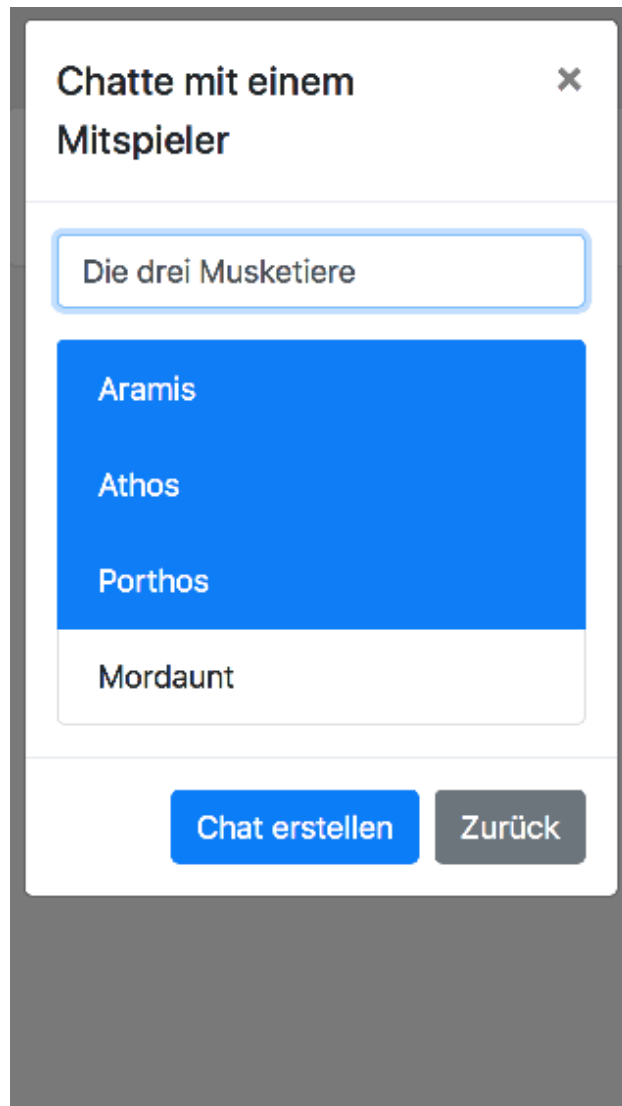 Chatte mit einem
Mitspieler
×
Die drei Musketiere
Aramis
Athos
Porthos
Mordaunt
Chat erstellen
Zurück